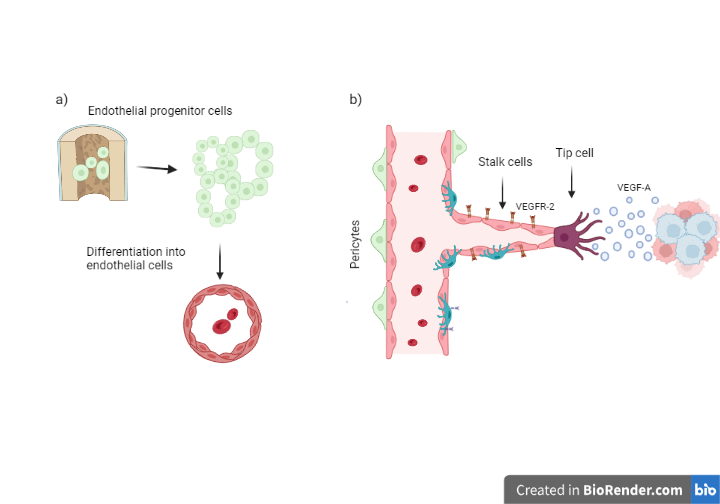 a)
Endothelial progenitor cells
Differentiation into
endothelial cells
b)
Pericytes
Stalk cells
Tip cell
VEGFR-2
VEGF-A
Created in BioRender.com bio